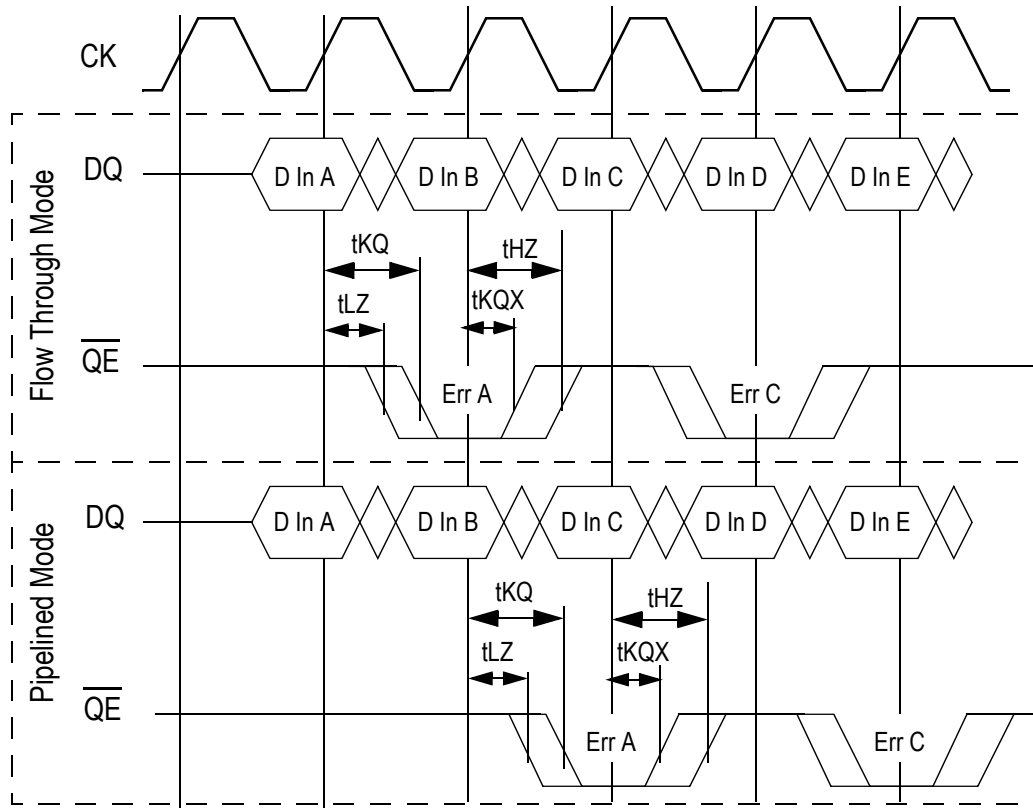 CK
Flow Through Mode
DQ
D In A
D In B
D In C
D In D
D In E
tKQ
tHZ
tLZ
tKQX
QE
Err A
Err C
Pipelined Mode
DQ
D In A
D In B
D In C
D In D
D In E
tKQ
tHZ
tLZ
tKQX
QE
Err A
Err C